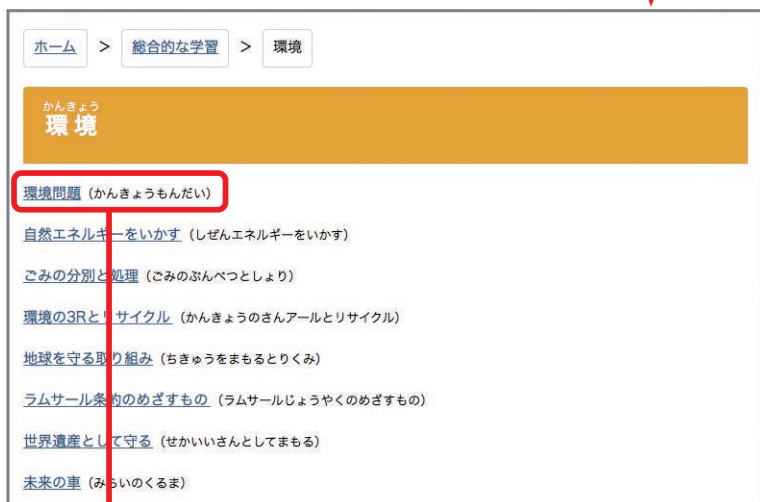 ホーム > 総合的な学習 > 環境
かんきょう
環境
環境問題（かんきょうもんだい）
自然エネルギーをいかす（しぜんエネルギーをいかす）
ごみの分別と処理（ごみのぶんべつとしょり）
環境の3Rとリサイクル（かんきょうのさんアールとリサイクル）
地球を守る取り組み（ちきゅうをまもるとりくみ）
ラムサール条約のめざすもの（ラムサールじょうやくのめざすもの）
世界遺産として守る（せかいいさんとしてまもる）
未来の車（みらいのくるま）